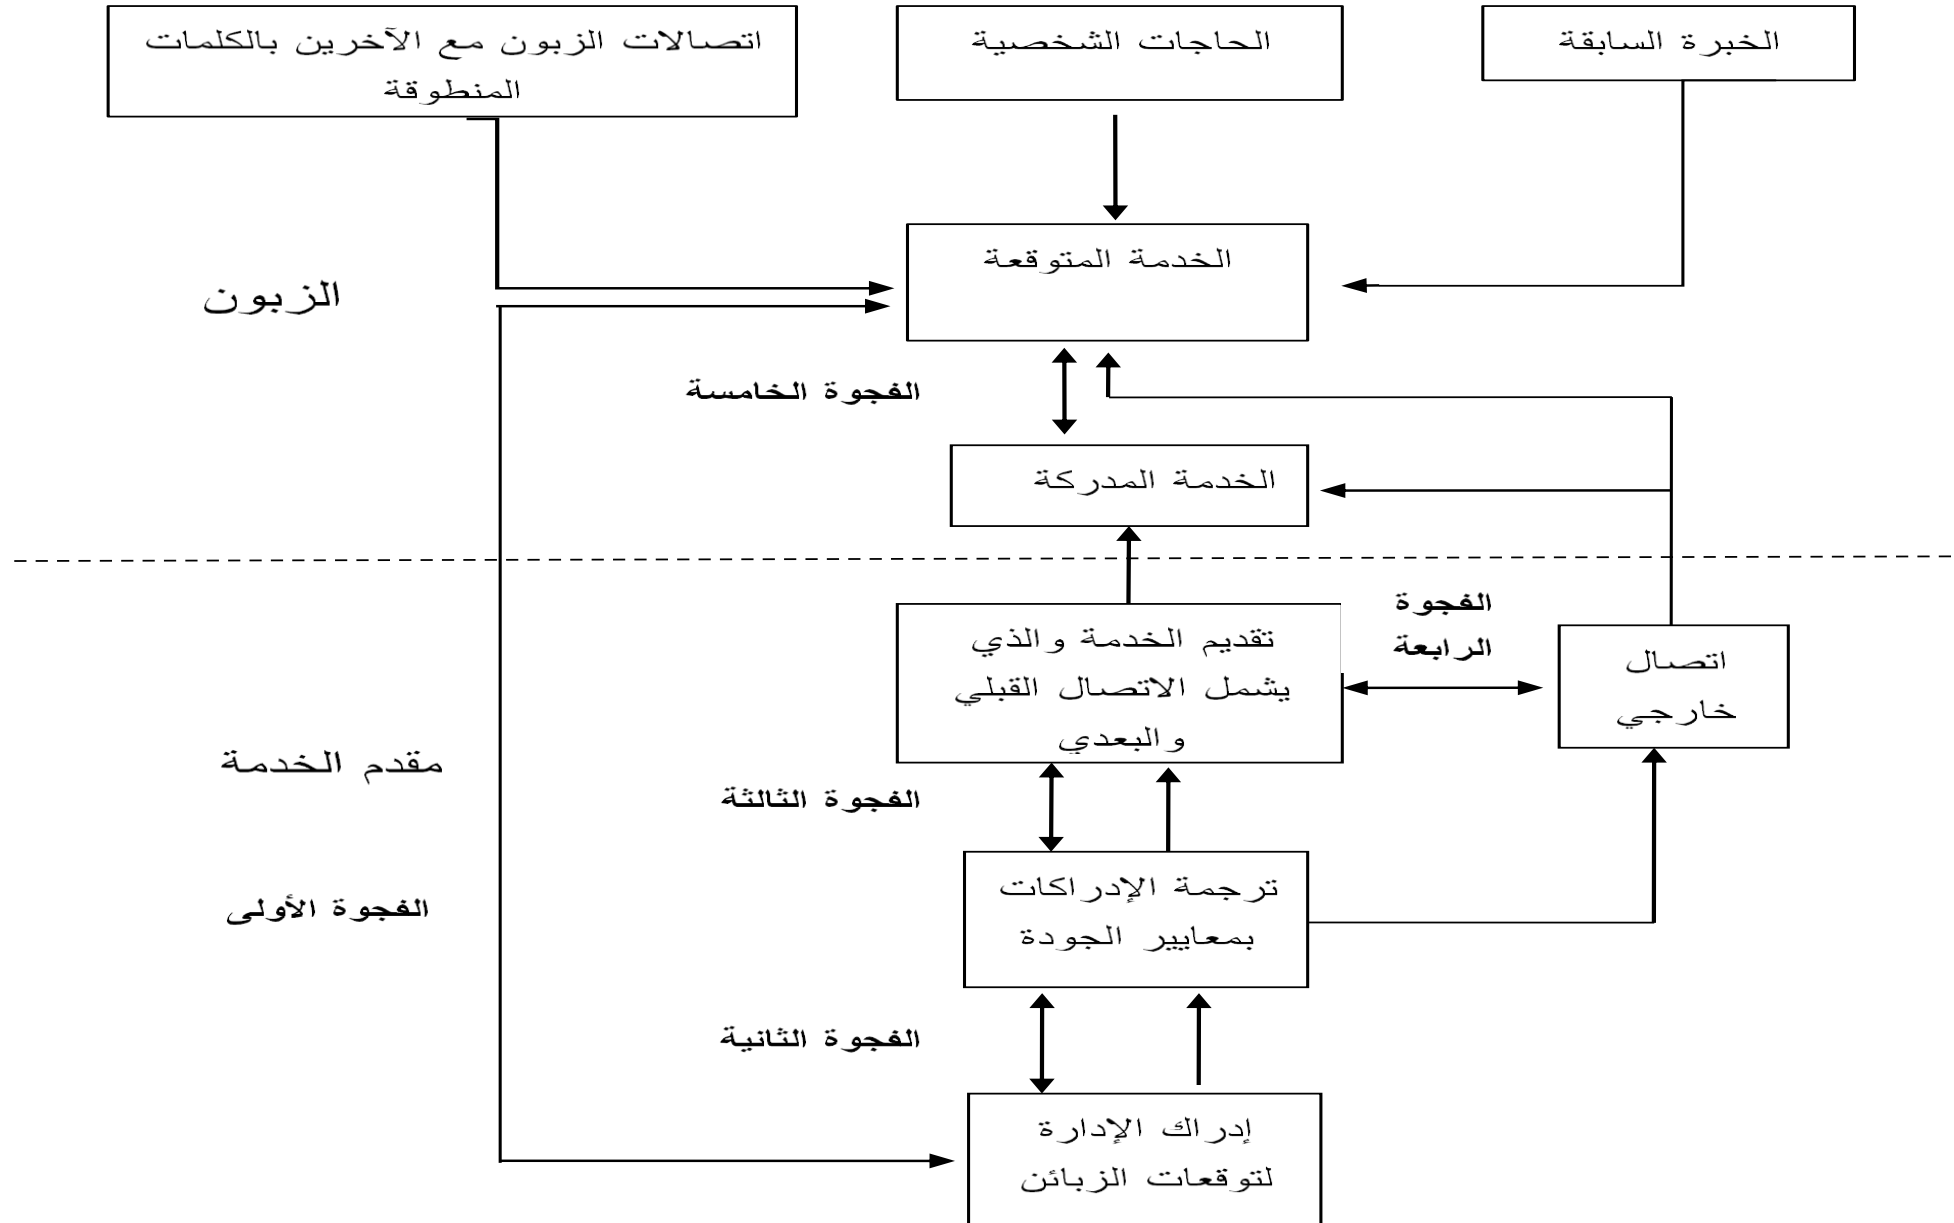 الخبرة السابقة
الحاجات الشخصية
اتصالات الزبون مع الآخرين بالكلمات
المنطوقة
الخدمة المتوقعة
الزبون
الفجوة الخامسة
الخدمة المدركة
الفجوة
الرابعة
تقديم الخدمة والذي
يشمل الاتصال القبلي
والبعدي
اتصال
خارجي
مقدم الخدمة
الفجوة الثالثة
ترجمة الإدراكات
بمعايير الجودة
الفجوة الأولى
الفجوة الثانية
إدراك الإدارة
لتوقعات الزبائن